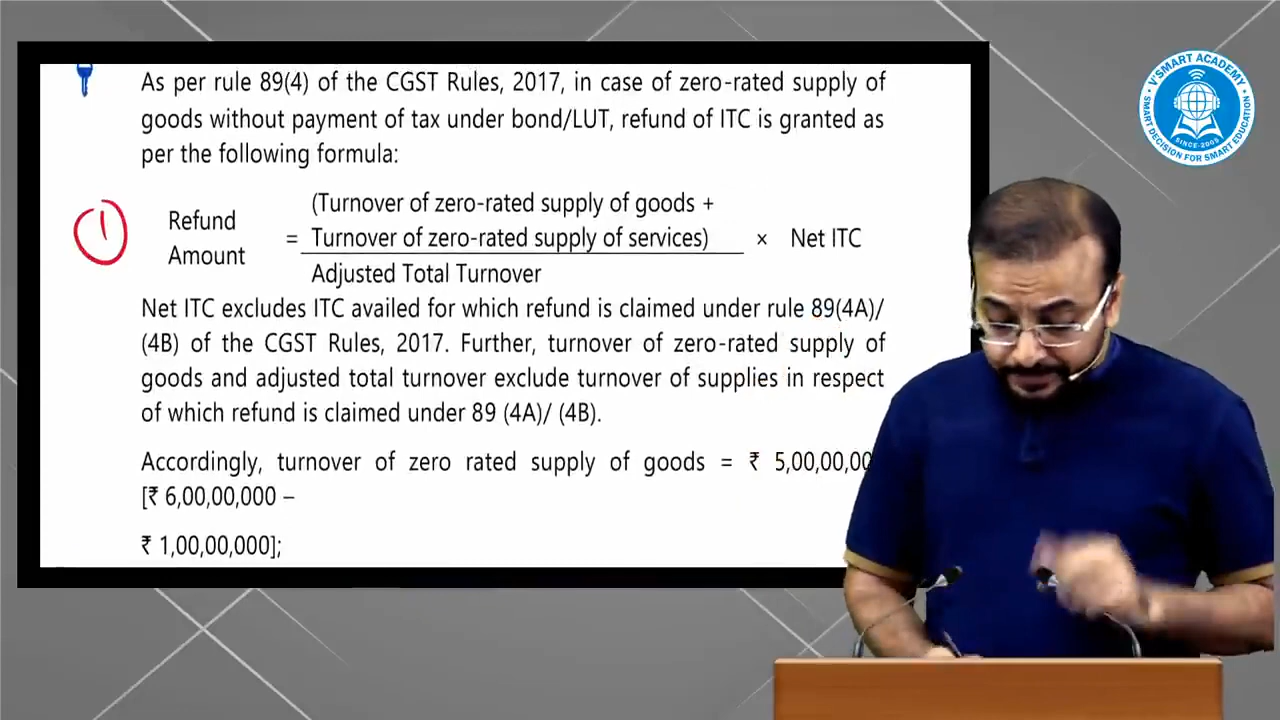 As per rule 89(4) of the CGST Rules, 2017, in case of zero-rated supply of
goods without payment of tax under bond/LUT, refund of ITC is granted as
per the following formula:
1
Refund
Amount
=
(Turnover of zero-rated supply of goods +
Turnover of zero-rated supply of services)
Adjusted Total Turnover
× Net ITC
Net ITC excludes ITC availed for which refund is claimed under rule 89(4A)/
(4B) of the CGST Rules, 2017. Further, turnover of zero-rated supply of
goods and adjusted total turnover exclude turnover of supplies in respect
of which refund is claimed under 89 (4A)/ (4B).
Accordingly, turnover of zero rated supply of goods = ₹ 5,00,00,00
[₹ 6,00,00,000 –
₹ 1,00,00,000];
V'SMART ACADEMY
SINCE-2003
SMART DECISION FOR SMART EDUCATION